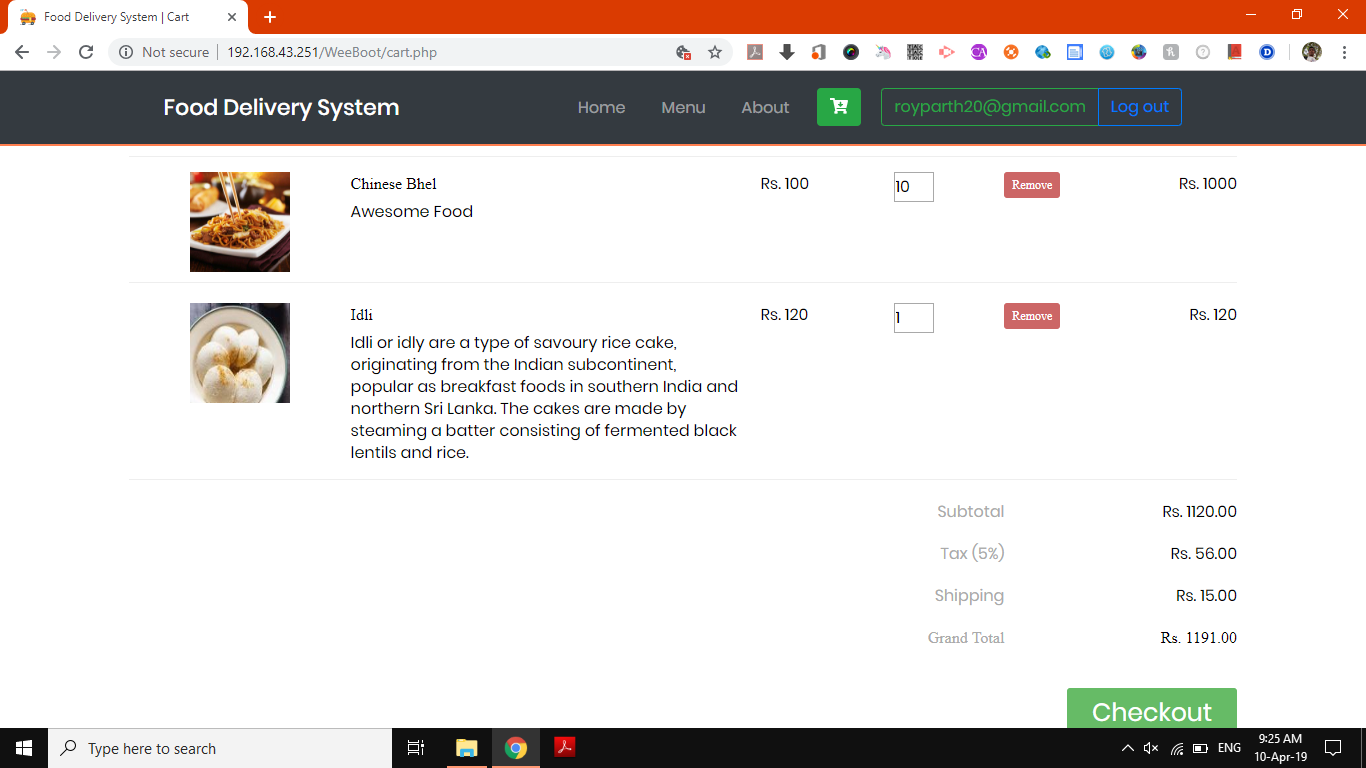 Food Delivery System | Cart
Not secure | 192.168.43.251/WeeBoot/cart.php
Food Delivery System
Home
Menu
About
royparth20@gmail.com
Log out
Chinese Bhel
Awesome Food
Rs. 100
10
Remove
Rs. 1000
Idli
Idli or idly are a type of savoury rice cake,
originating from the Indian subcontinent,
popular as breakfast foods in southern India and
northern Sri Lanka. The cakes are made by
steaming a batter consisting of fermented black
lentils and rice.
Rs. 120
1
Remove
Rs. 120
Subtotal Rs. 1120.00
Tax (5%) Rs. 56.00
Shipping Rs. 15.00
Grand Total Rs. 1191.00
Checkout
Type here to search
ENG
9:25 AM
10-Apr-19